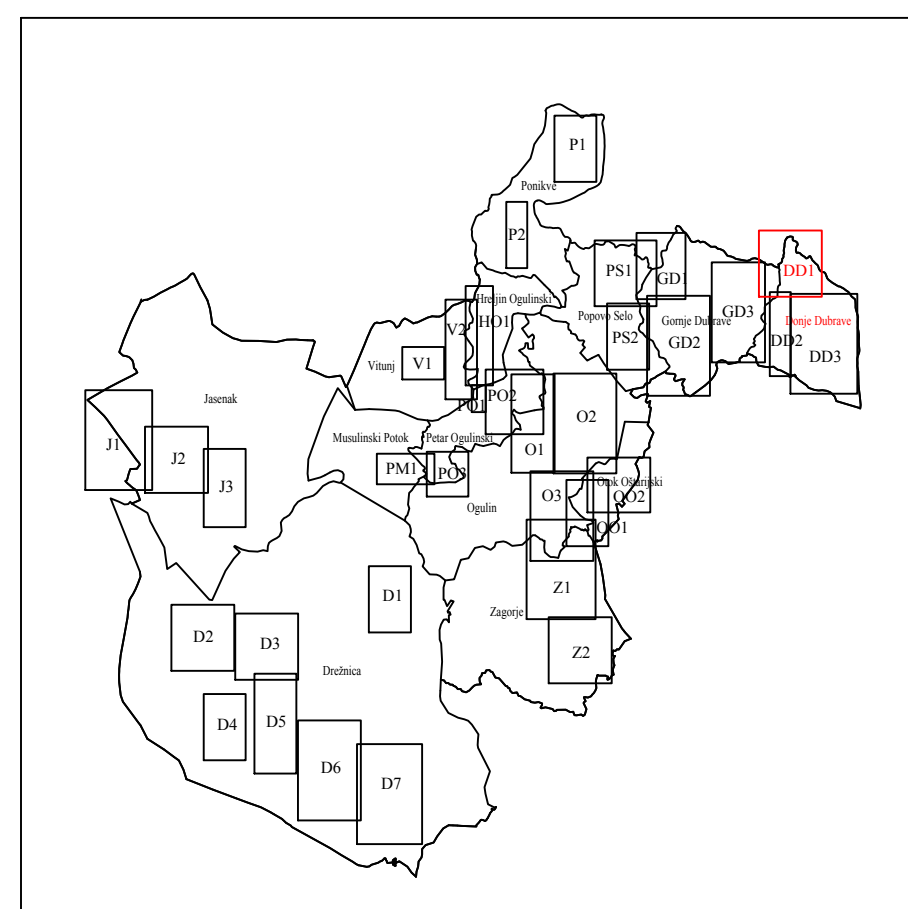 P1
Ponikve
P2
PS1
GD1
DD1
Hreljin Ogulinski
HO1
GD3
Popovo Selo
Gornje Dubrave
Donje Dubrave
V2
PS2
GD2
DD2
DD3
Vitunj
V1
Jasenak
PO1
PO2
O2
J1
Musulinski Potok
Petar Ogulinski
O1
J2
PM1
PO3
J3
Ogulin
O3
Otok Oštarijski
OO2
OO1
D1
Z1
Zagorje
D2
D3
Z2
Drežnica
D4
D5
D6
D7